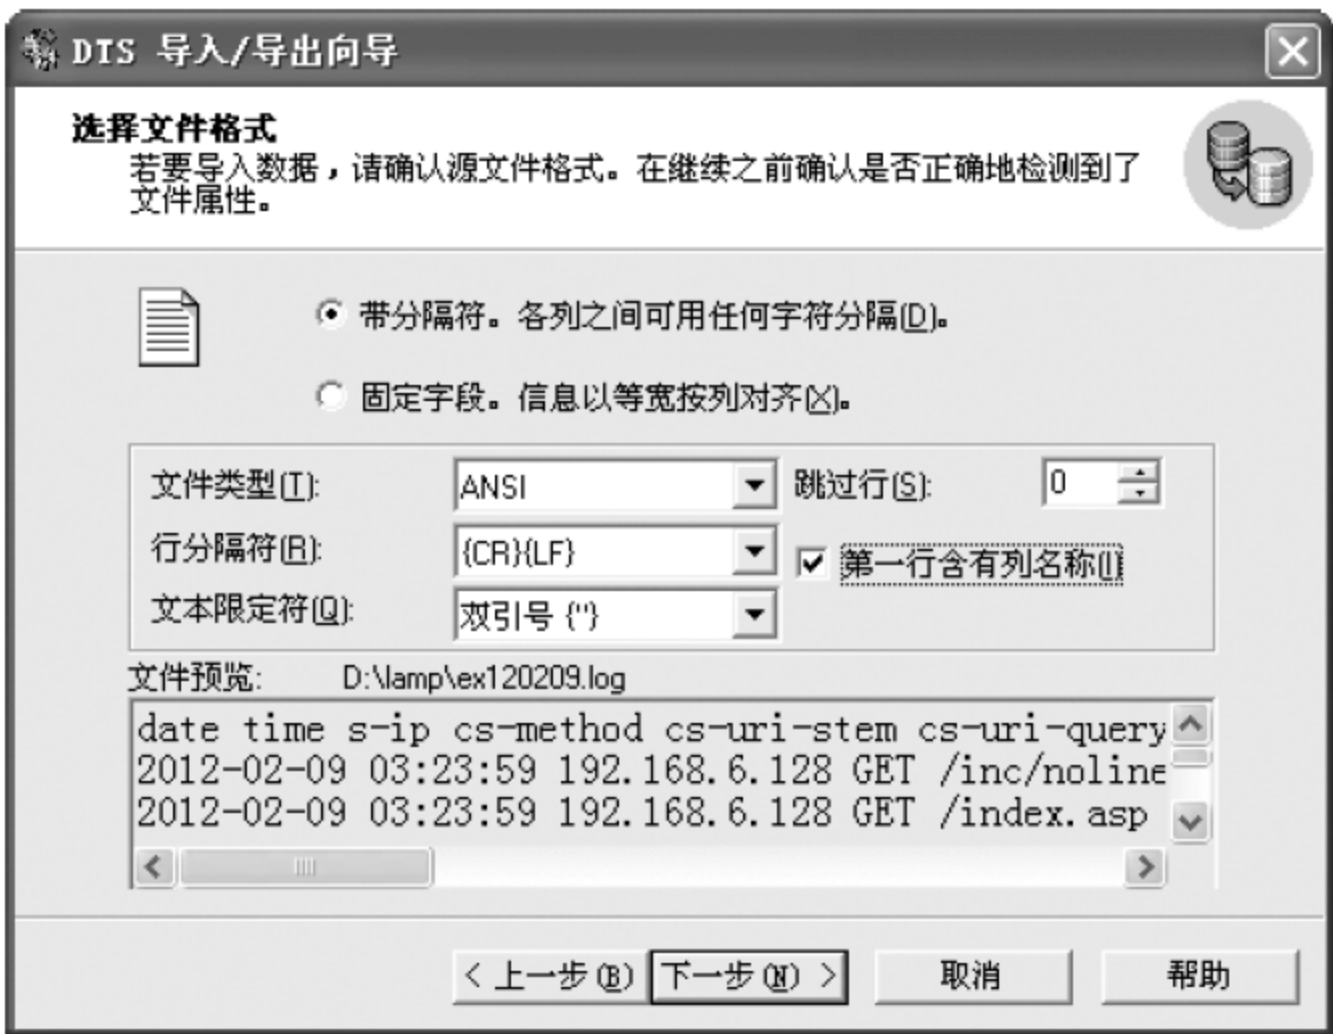 DTS 导入/导出向导
选择文件格式
若要导入数据，请确认源文件格式。在继续之前确认是否正确地检测到了
文件属性。
带分隔符。各列之间可用任何字符分隔(D)。
固定字段。信息以等宽按列对齐(X)。
文件类型(T): ANSI 跳过行(S): 0
行分隔符(R): {CR}{LF} 第一行含有列名称(I)
文本限定符(Q): 双引号 {"}
文件预览: D:\lamp\ex120209.log
date time s-ip cs-method cs-uri-stem cs-uri-query
2012-02-09 03:23:59 192.168.6.128 GET /inc/noline
2012-02-09 03:23:59 192.168.6.128 GET /index.asp
< 上一步(B) 下一步(N) > 取消 帮助